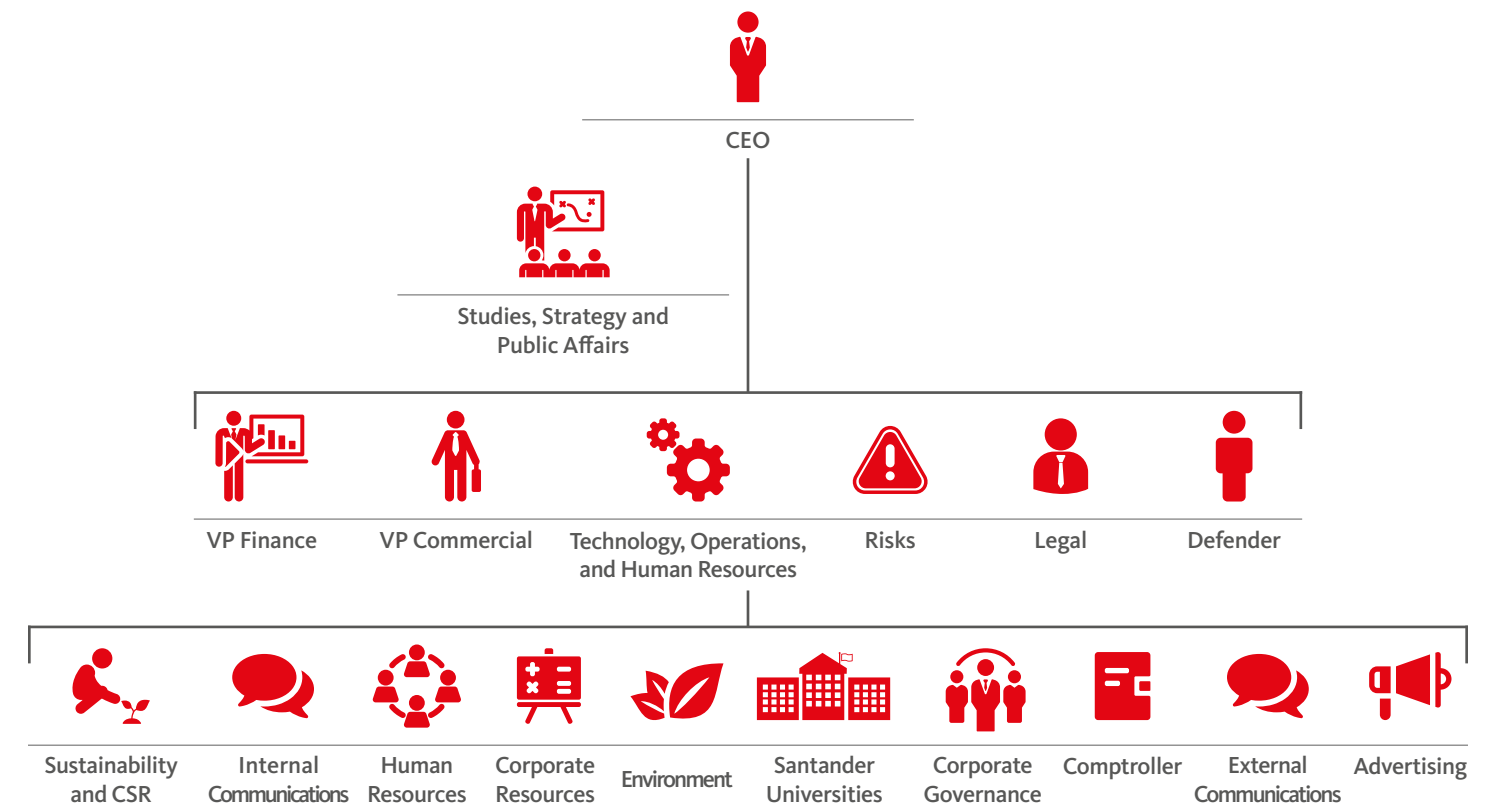 CEO
Studies, Strategy and
Public Affairs
VP Finance
VP Commercial
Technology, Operations,
and Human Resources
Risks
Legal
Defender
Sustainability
and CSR
Internal
Communications
Human
Resources
Corporate
Resources
Environment
Santander
Universities
Corporate
Governance
Comptroller
External
Communications
Advertising